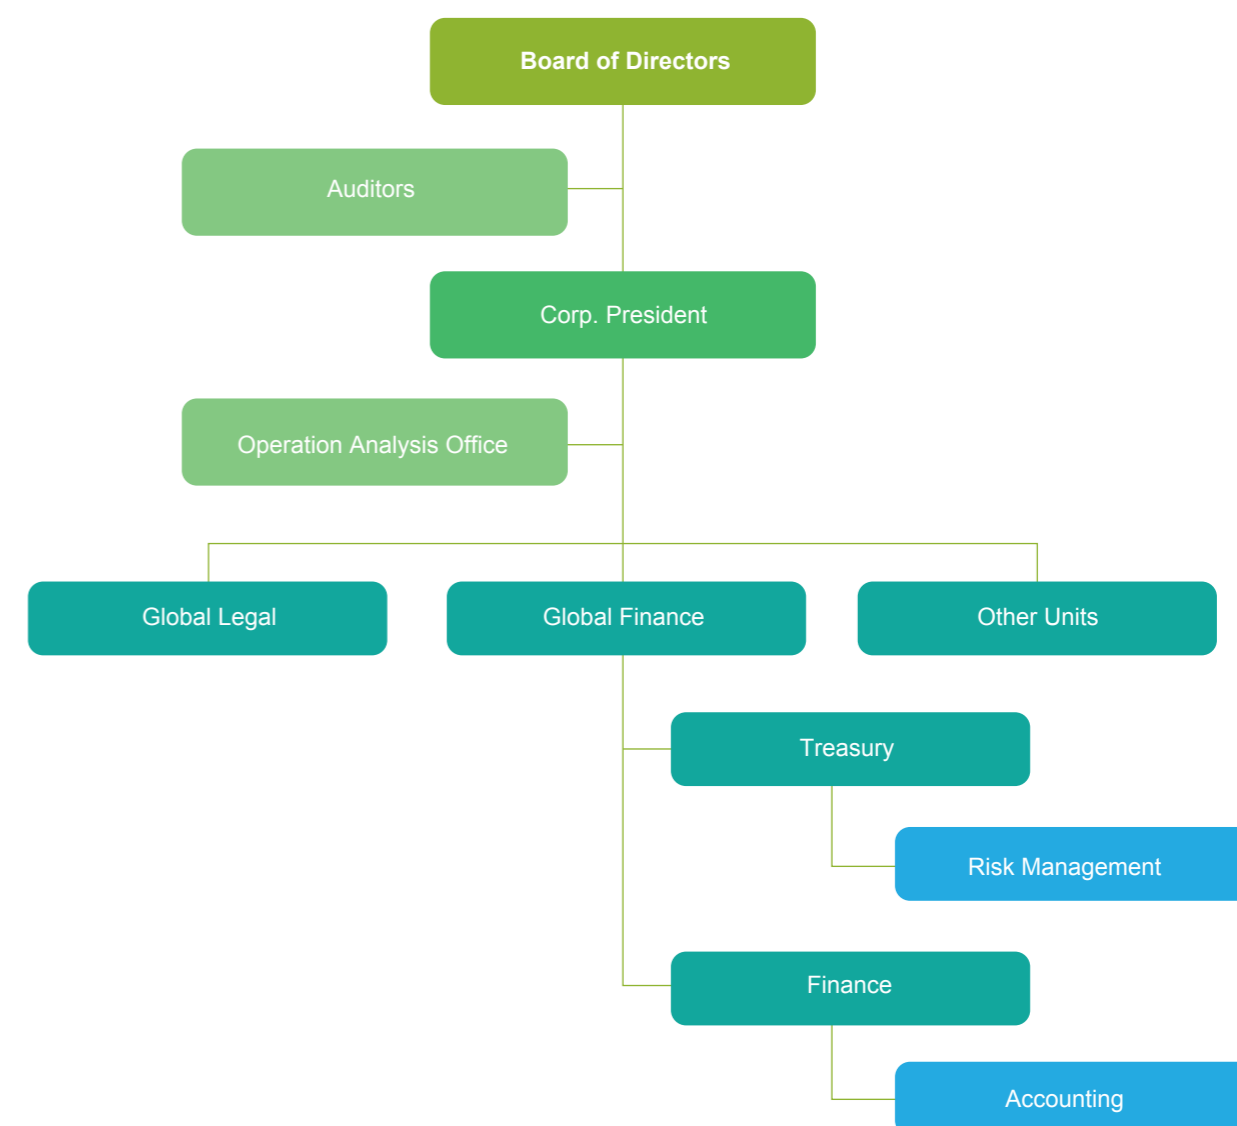 Board of Directors
Auditors
Corp. President
Operation Analysis Office
Global Legal
Global Finance
Other Units
Treasury
Risk Management
Finance
Accounting